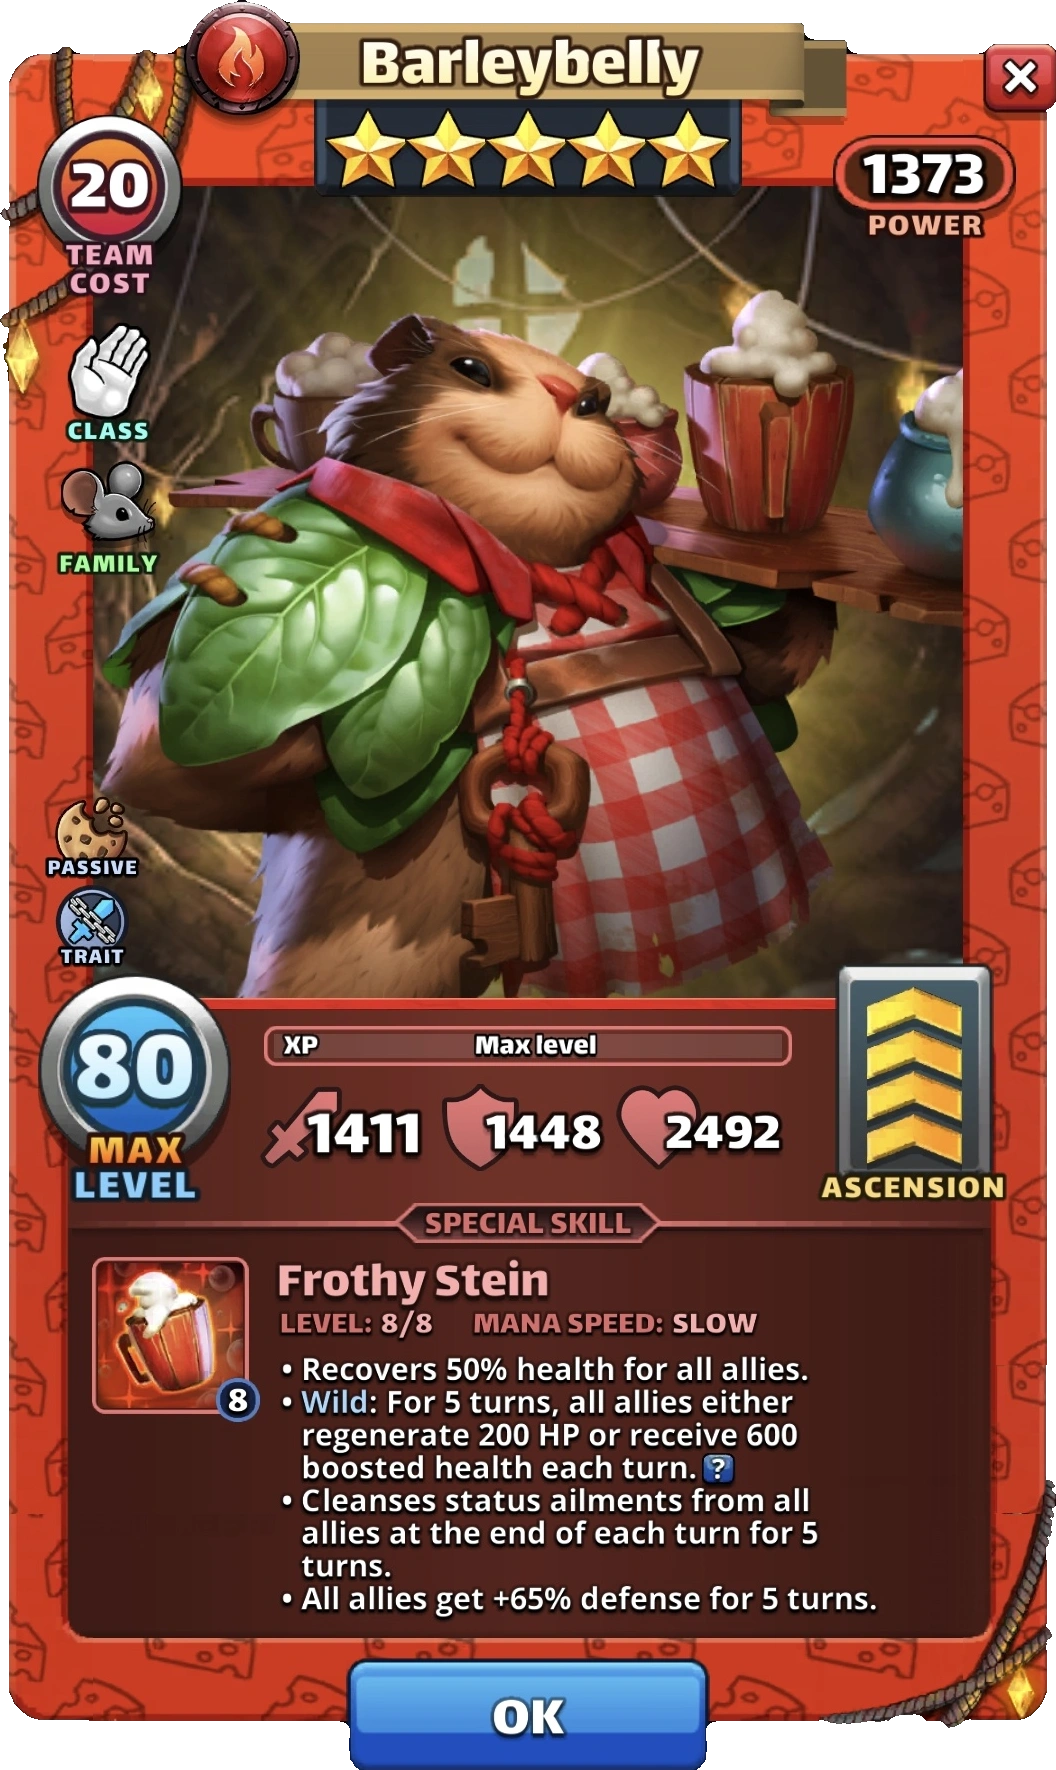 Barleybelly
20
TEAM
COST
1373
POWER
CLASS
FAMILY
PASSIVE
TRAIT
80
MAX
LEVEL
XP
Max level
1411
1448
2492
ASCENSION
SPECIAL SKILL
8
Frothy Stein
LEVEL: 8/8 MANA SPEED: SLOW
• Recovers 50% health for all allies.
• Wild: For 5 turns, all allies either
regenerate 200 HP or receive 600
boosted health each turn. ?
• Cleanses status ailments from all
allies at the end of each turn for 5
turns.
• All allies get +65% defense for 5 turns.
OK